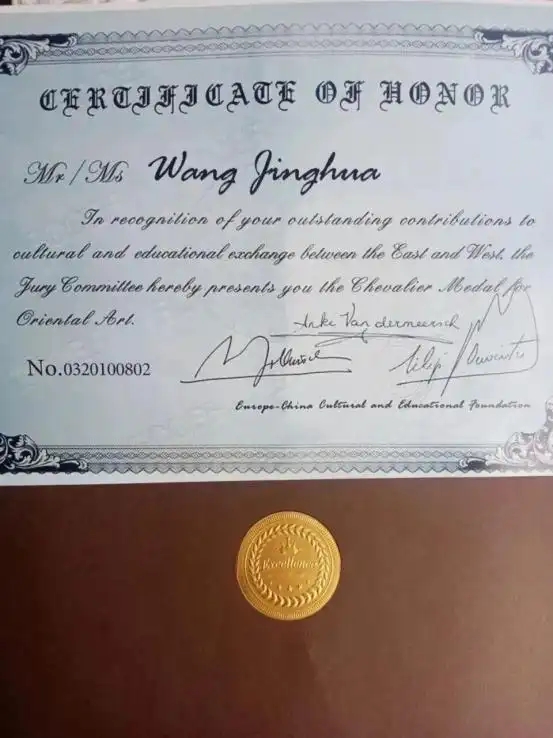 CERTIFICATE OF HONOR
Mr/Ms Wang Jinghua
In recognition of your outstanding contributions to
cultural and educational exchange between the East and West, the
Jury Committee hereby presents you the Chevalier Medal for
Oriental Art.
Anke Van dermeersch
No.0320100802
Europe-China Cultural and Educational Foundation
Excellence